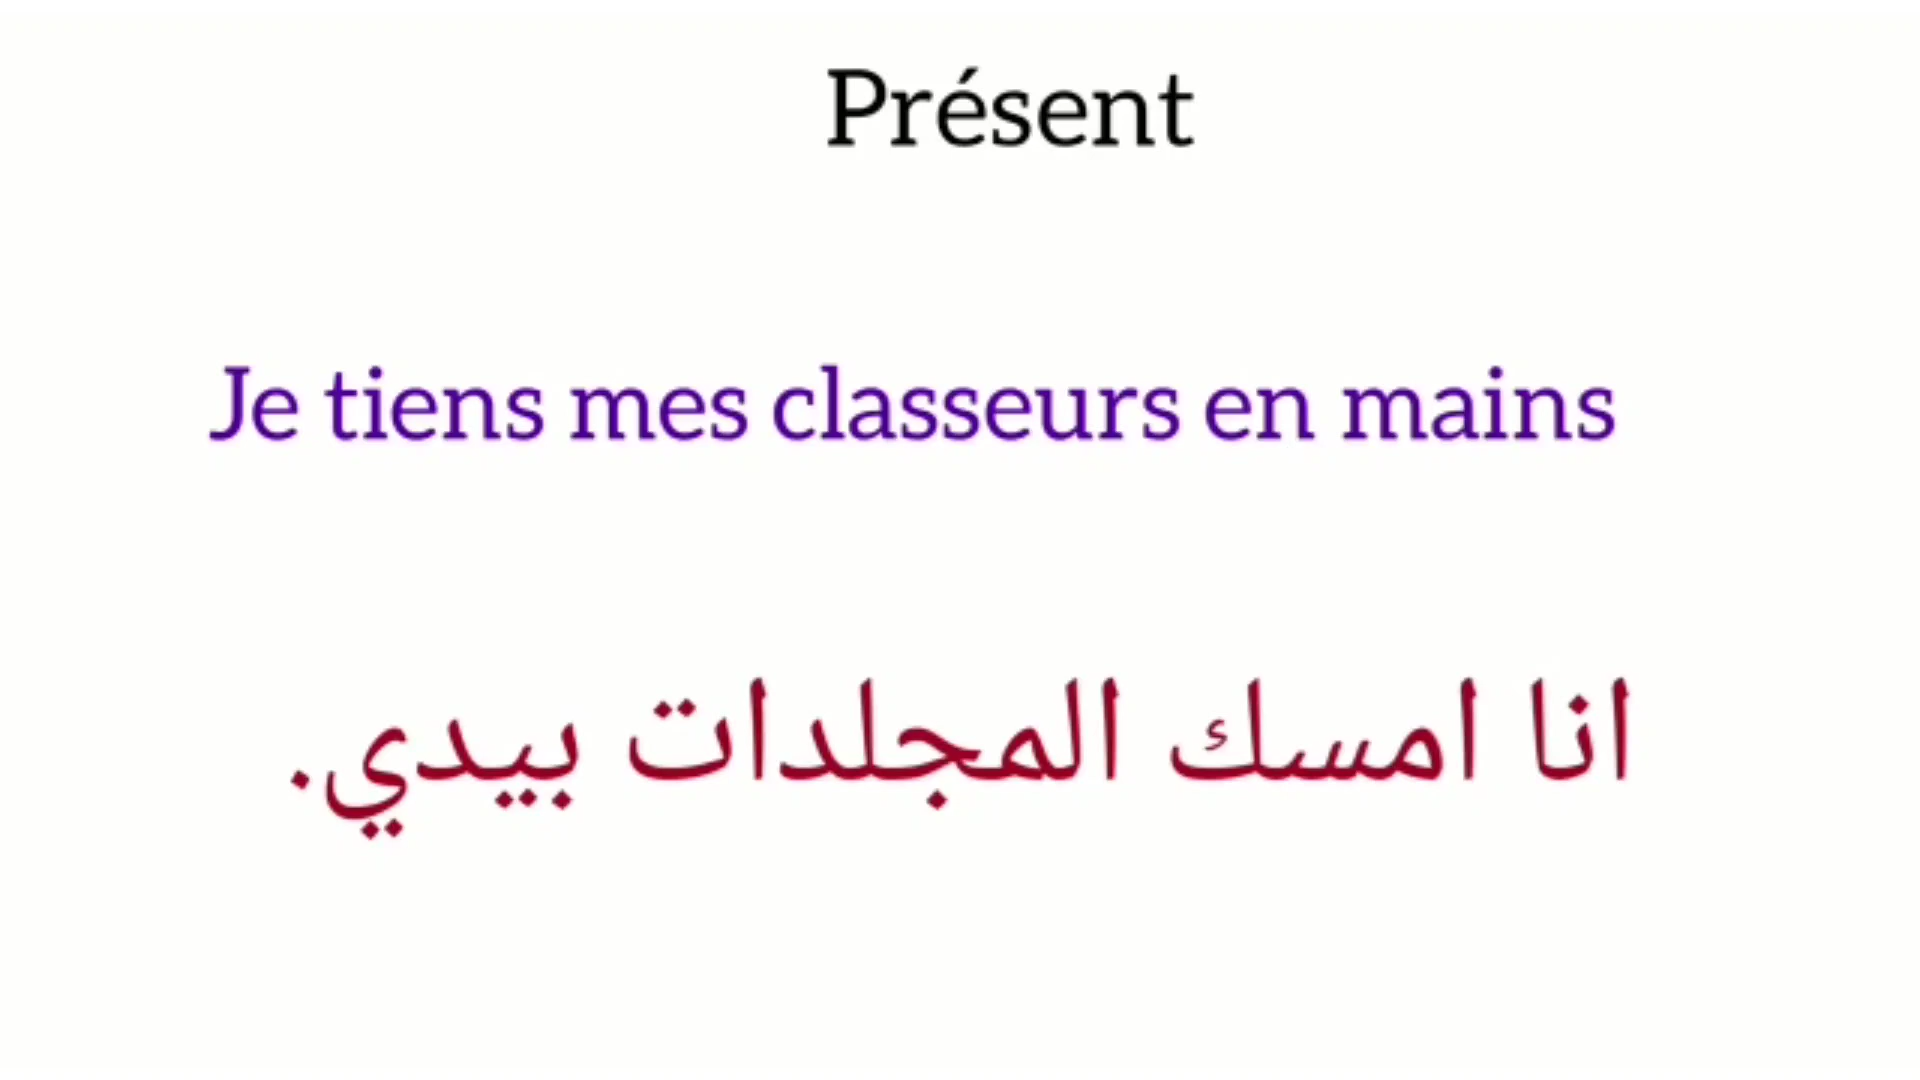 Présent
Je tiens mes classeurs en mains
انا امسك المجلدات بيدي.